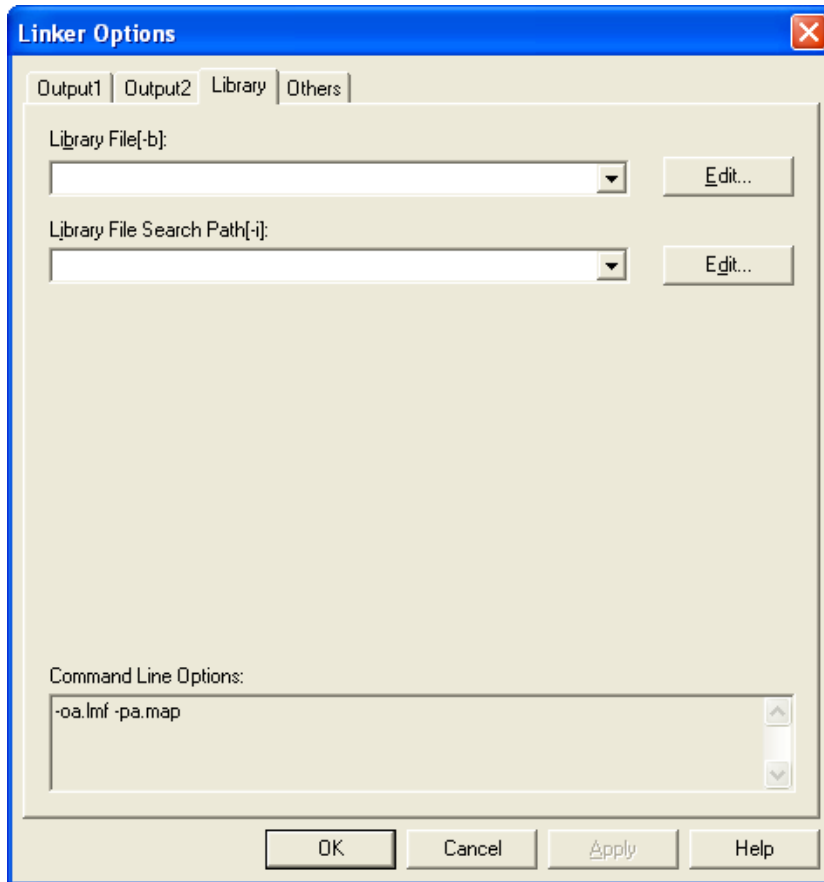 Linker Options
Output1 Output2 Library Others
Library File[-b]:
Edit...
Library File Search Path[-i]:
Edit...
Command Line Options:
-oa.lmf -pa.map
OK Cancel Apply Help